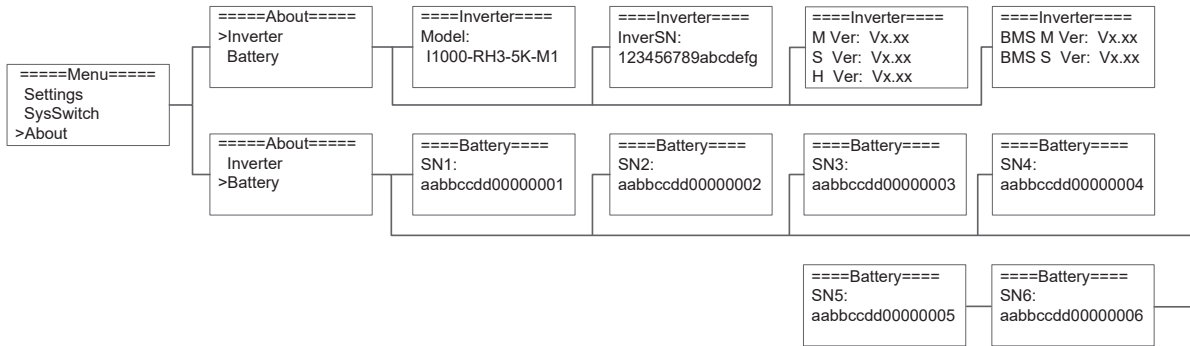 =====Menu=====
Settings
SysSwitch
>About
=====About=====
>Inverter
Battery
====Inverter====
Model:
I1000-RH3-5K-M1
====Inverter====
InverSN:
123456789abcdefg
====Inverter====
M Ver: Vx.xx
S Ver: Vx.xx
H Ver: Vx.xx
====Inverter====
BMS M Ver: Vx.xx
BMS S Ver: Vx.xx
=====About=====
Inverter
>Battery
====Battery====
SN1:
aabbccdd00000001
====Battery====
SN2:
aabbccdd00000002
====Battery====
SN3:
aabbccdd00000003
====Battery====
SN4:
aabbccdd00000004
====Battery====
SN5:
aabbccdd00000005
====Battery====
SN6:
aabbccdd00000006